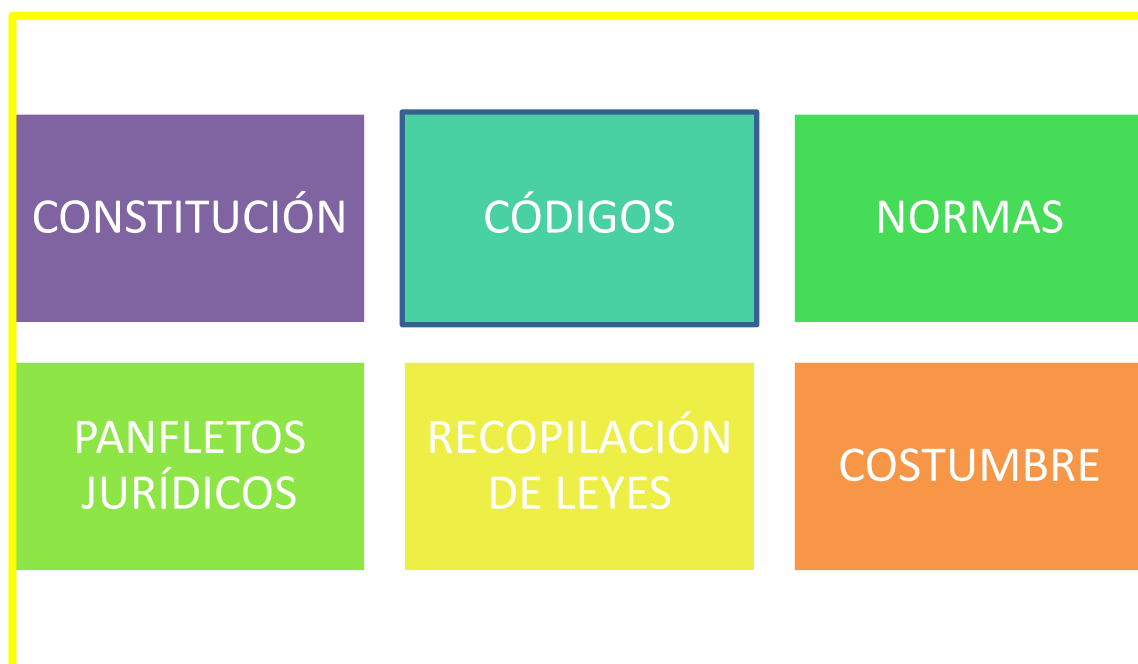 CONSTITUCIÓN
CÓDIGOS
NORMAS
PANFLETOS
JURÍDICOS
RECOPILACIÓN
DE LEYES
COSTUMBRE